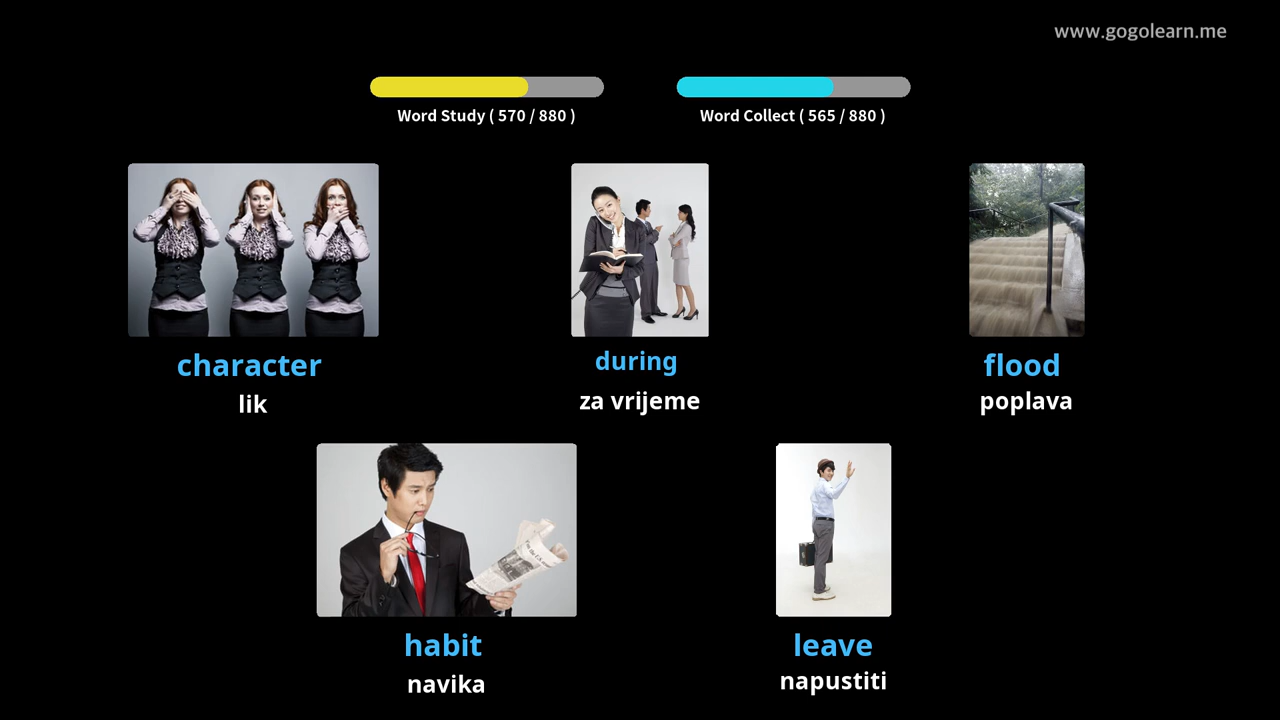 www.gogolearn.me
Word Study ( 570 / 880 )
Word Collect ( 565 / 880 )
character
lik
during
za vrijeme
flood
poplava
habit
navika
leave
napustiti